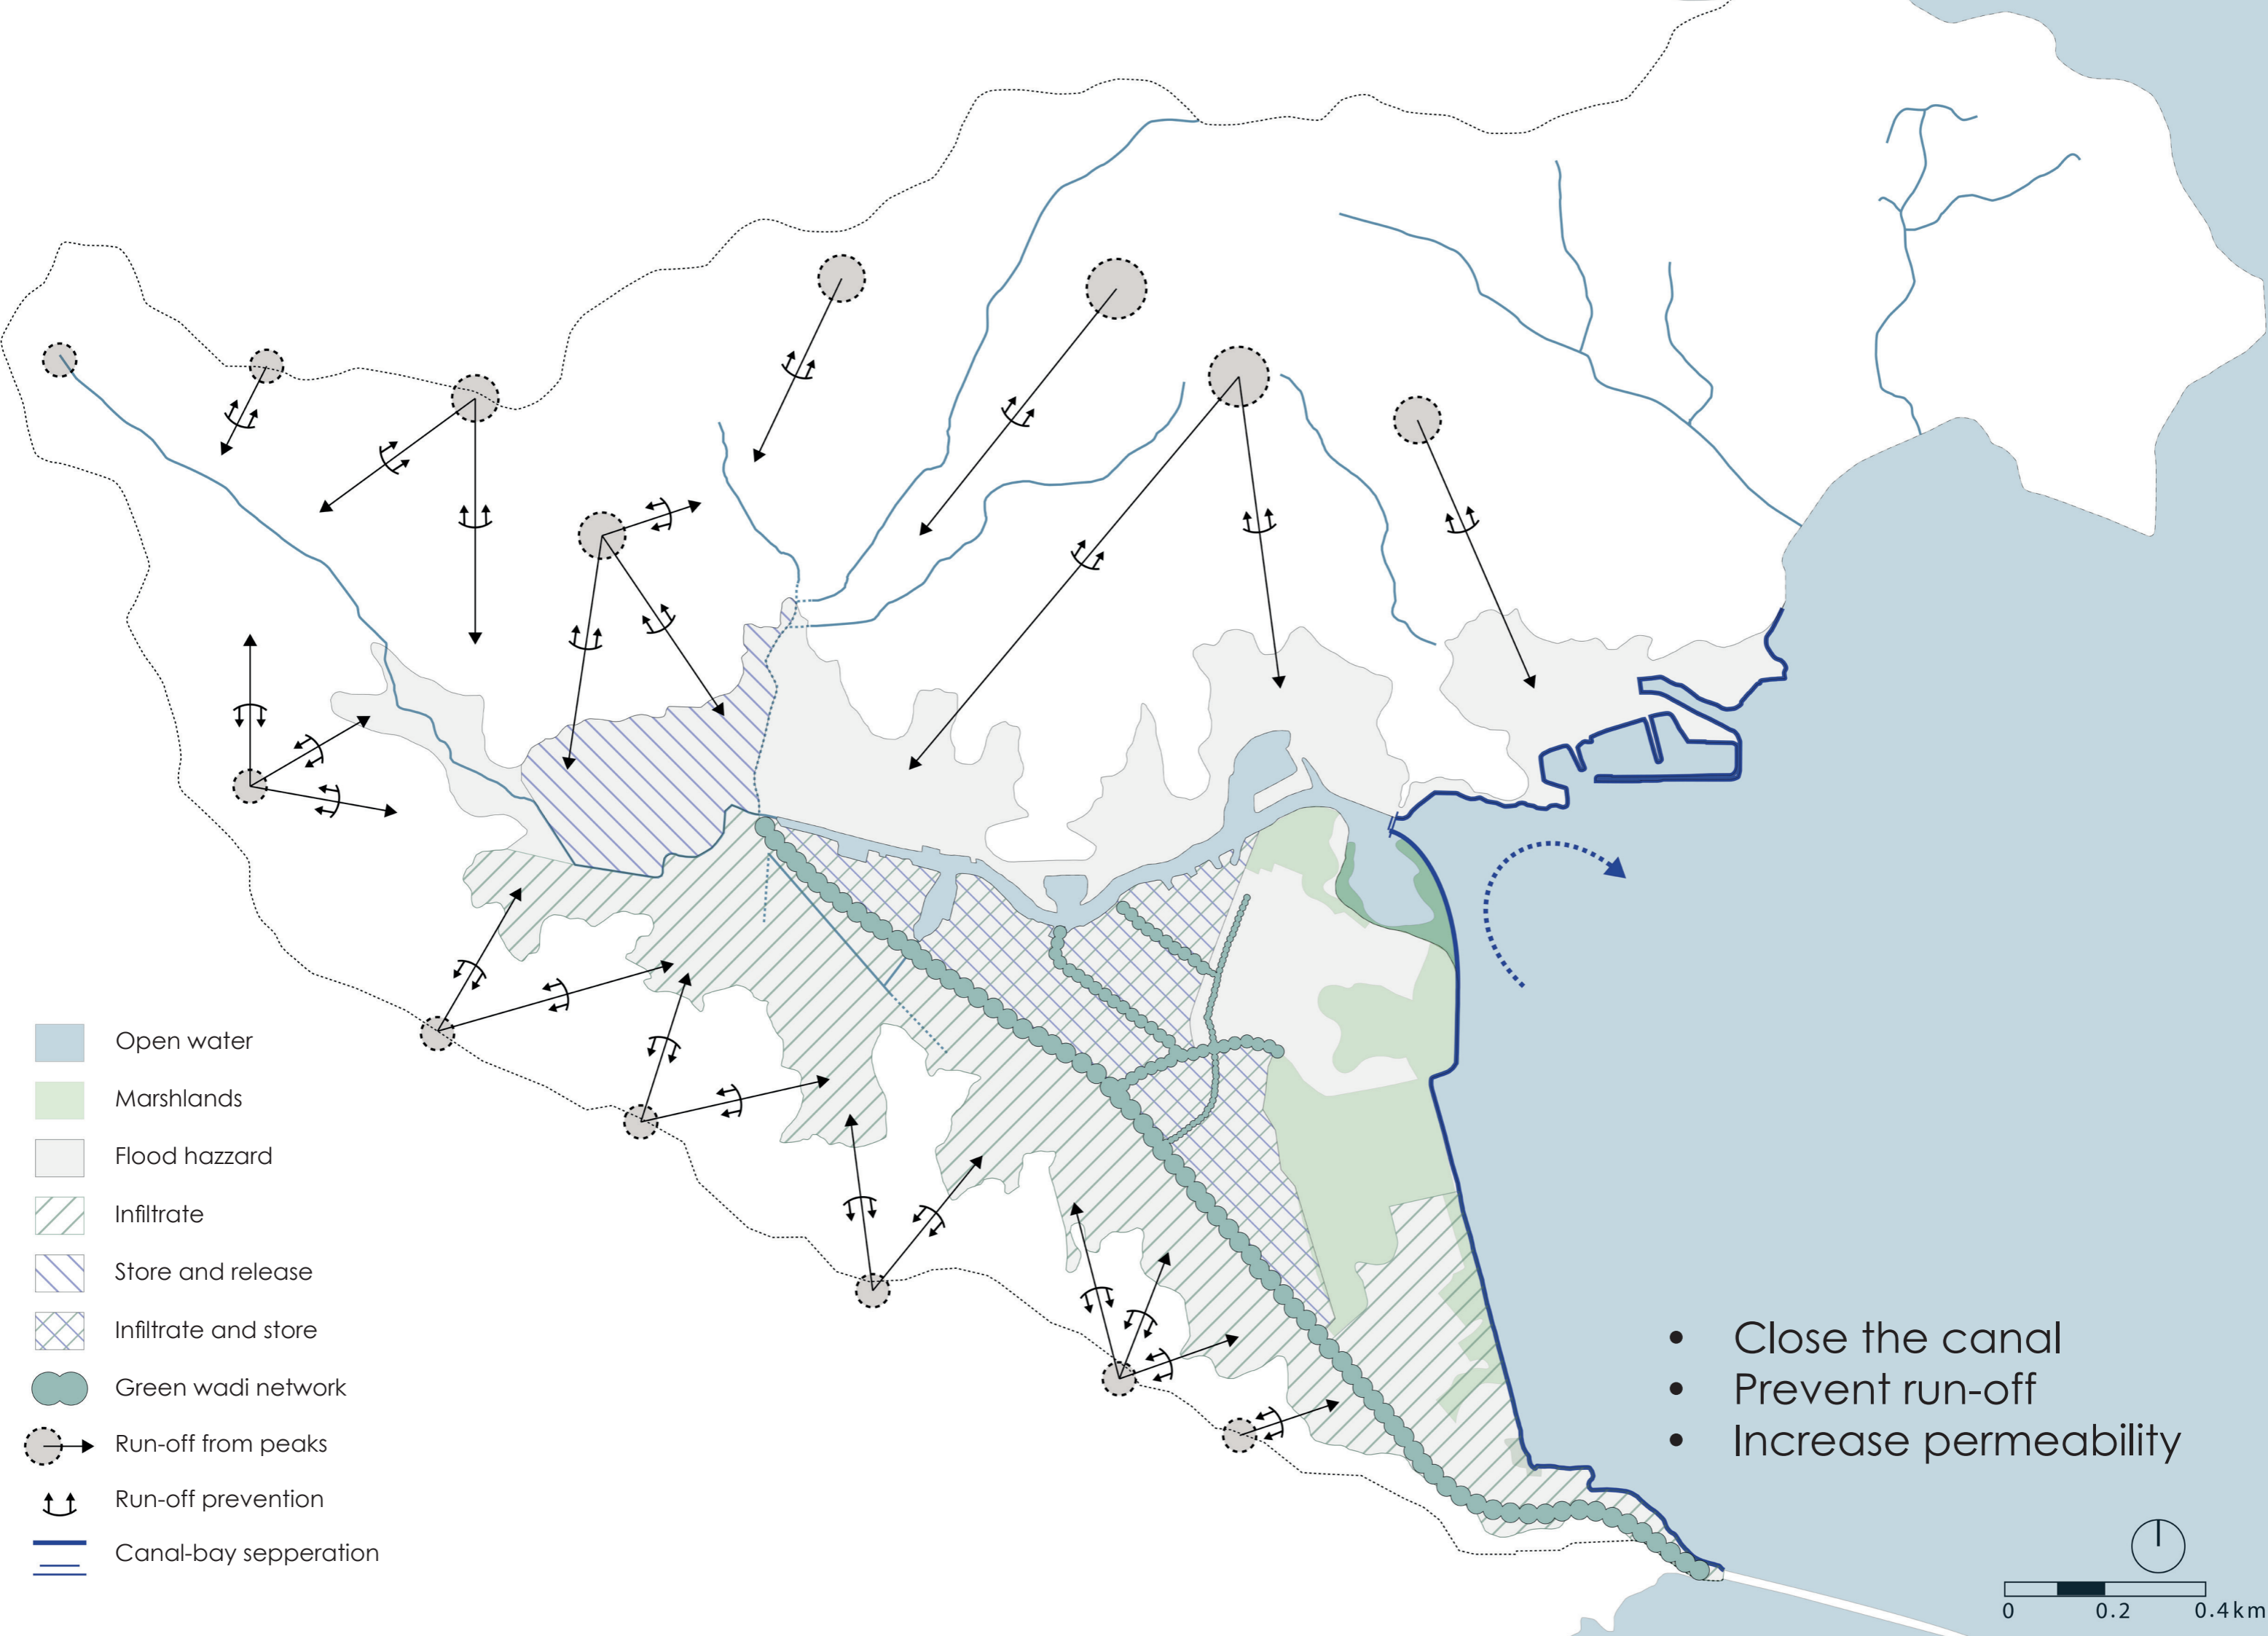 Open water
Marshlands
Flood hazzard
Infiltrate
Store and release
Infiltrate and store
Green wadi network
Run-off from peaks
Run-off prevention
Canal-bay sepperation
• Close the canal
• Prevent run-off
• Increase permeability
0 0.2 0.4km